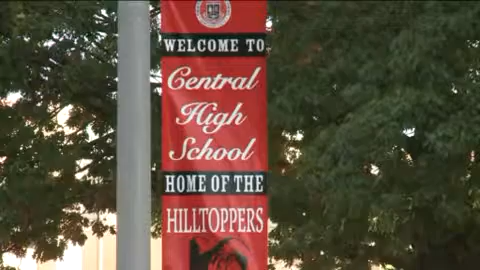 WELCOME TO
Central
High
School
HOME OF THE
HILLTOPPERS